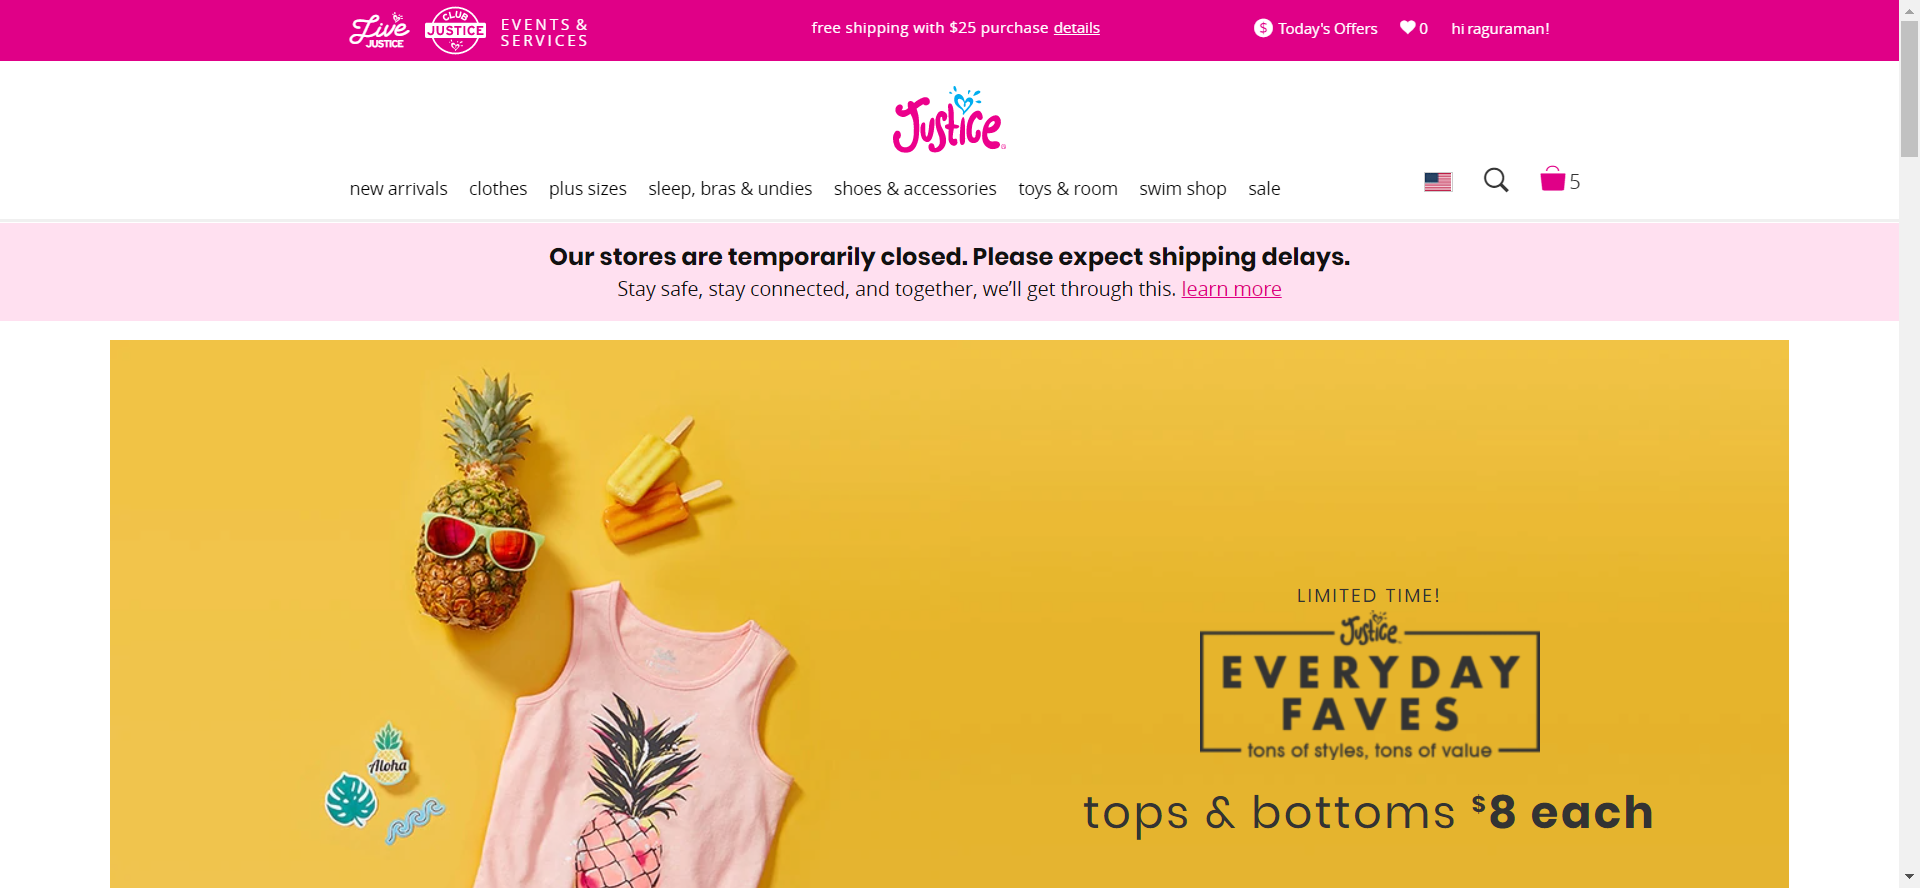 Live JUSTICE
CLUB JUSTICE
EVENTS &
SERVICES
free shipping with $25 purchase details
$ Today's Offers
0
hi raguraman!
Justice
new arrivals clothes plus sizes sleep, bras & undies shoes & accessories toys & room swim shop sale
5
Our stores are temporarily closed. Please expect shipping delays.
Stay safe, stay connected, and together, we'll get through this. learn more
Aloha
LIMITED TIME!
Justice
EVERYDAY
FAVES
tons of styles, tons of value
tops & bottoms $8 each